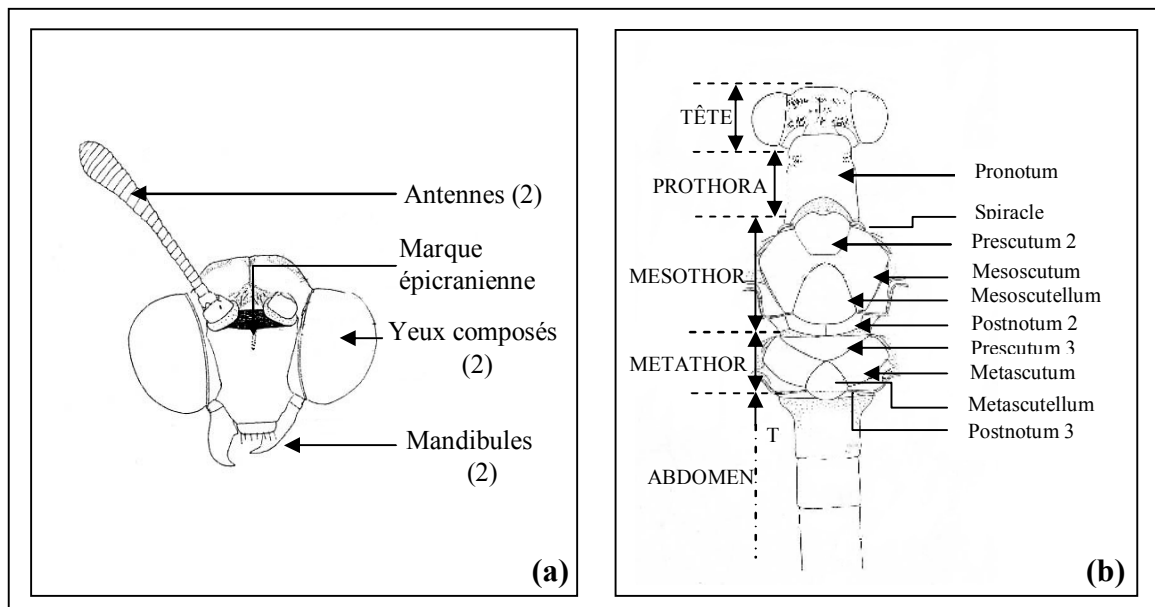 Antennes (2)
Marque
épicranienne
Yeux composés
(2)
Mandibules
(2)
(a)
TÊTE
PROTHORA
MESOTHOR
METATHOR
T
ABDOMEN
Pronotum
Spiracle
Prescutum 2
Mesoscutum
Mesoscutellum
Postnotum 2
Prescutum 3
Metascutum
Metascutellum
Postnotum 3
(b)